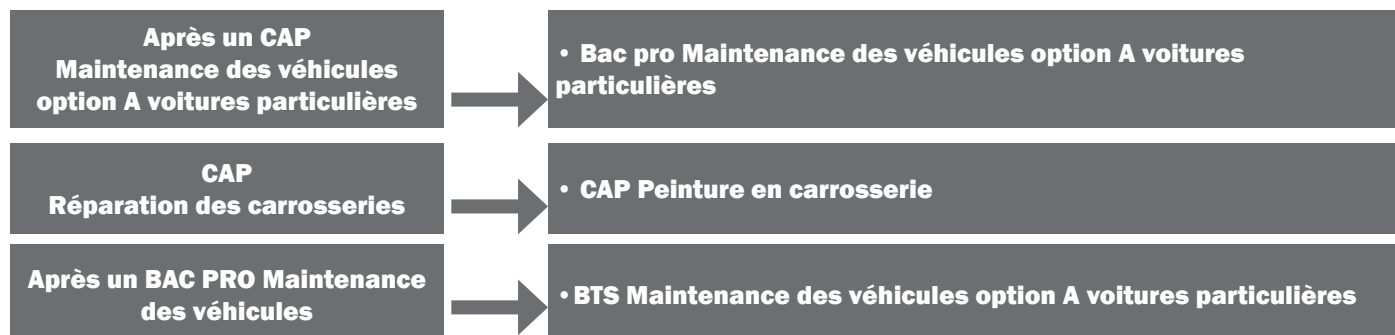 Après un CAP
Maintenance des véhicules
option A voitures particulières
• Bac pro Maintenance des véhicules option A voitures
particulières
CAP
Réparation des carrosseries
• CAP Peinture en carrosserie
Après un BAC PRO Maintenance
des véhicules
•BTS Maintenance des véhicules option A voitures particulières